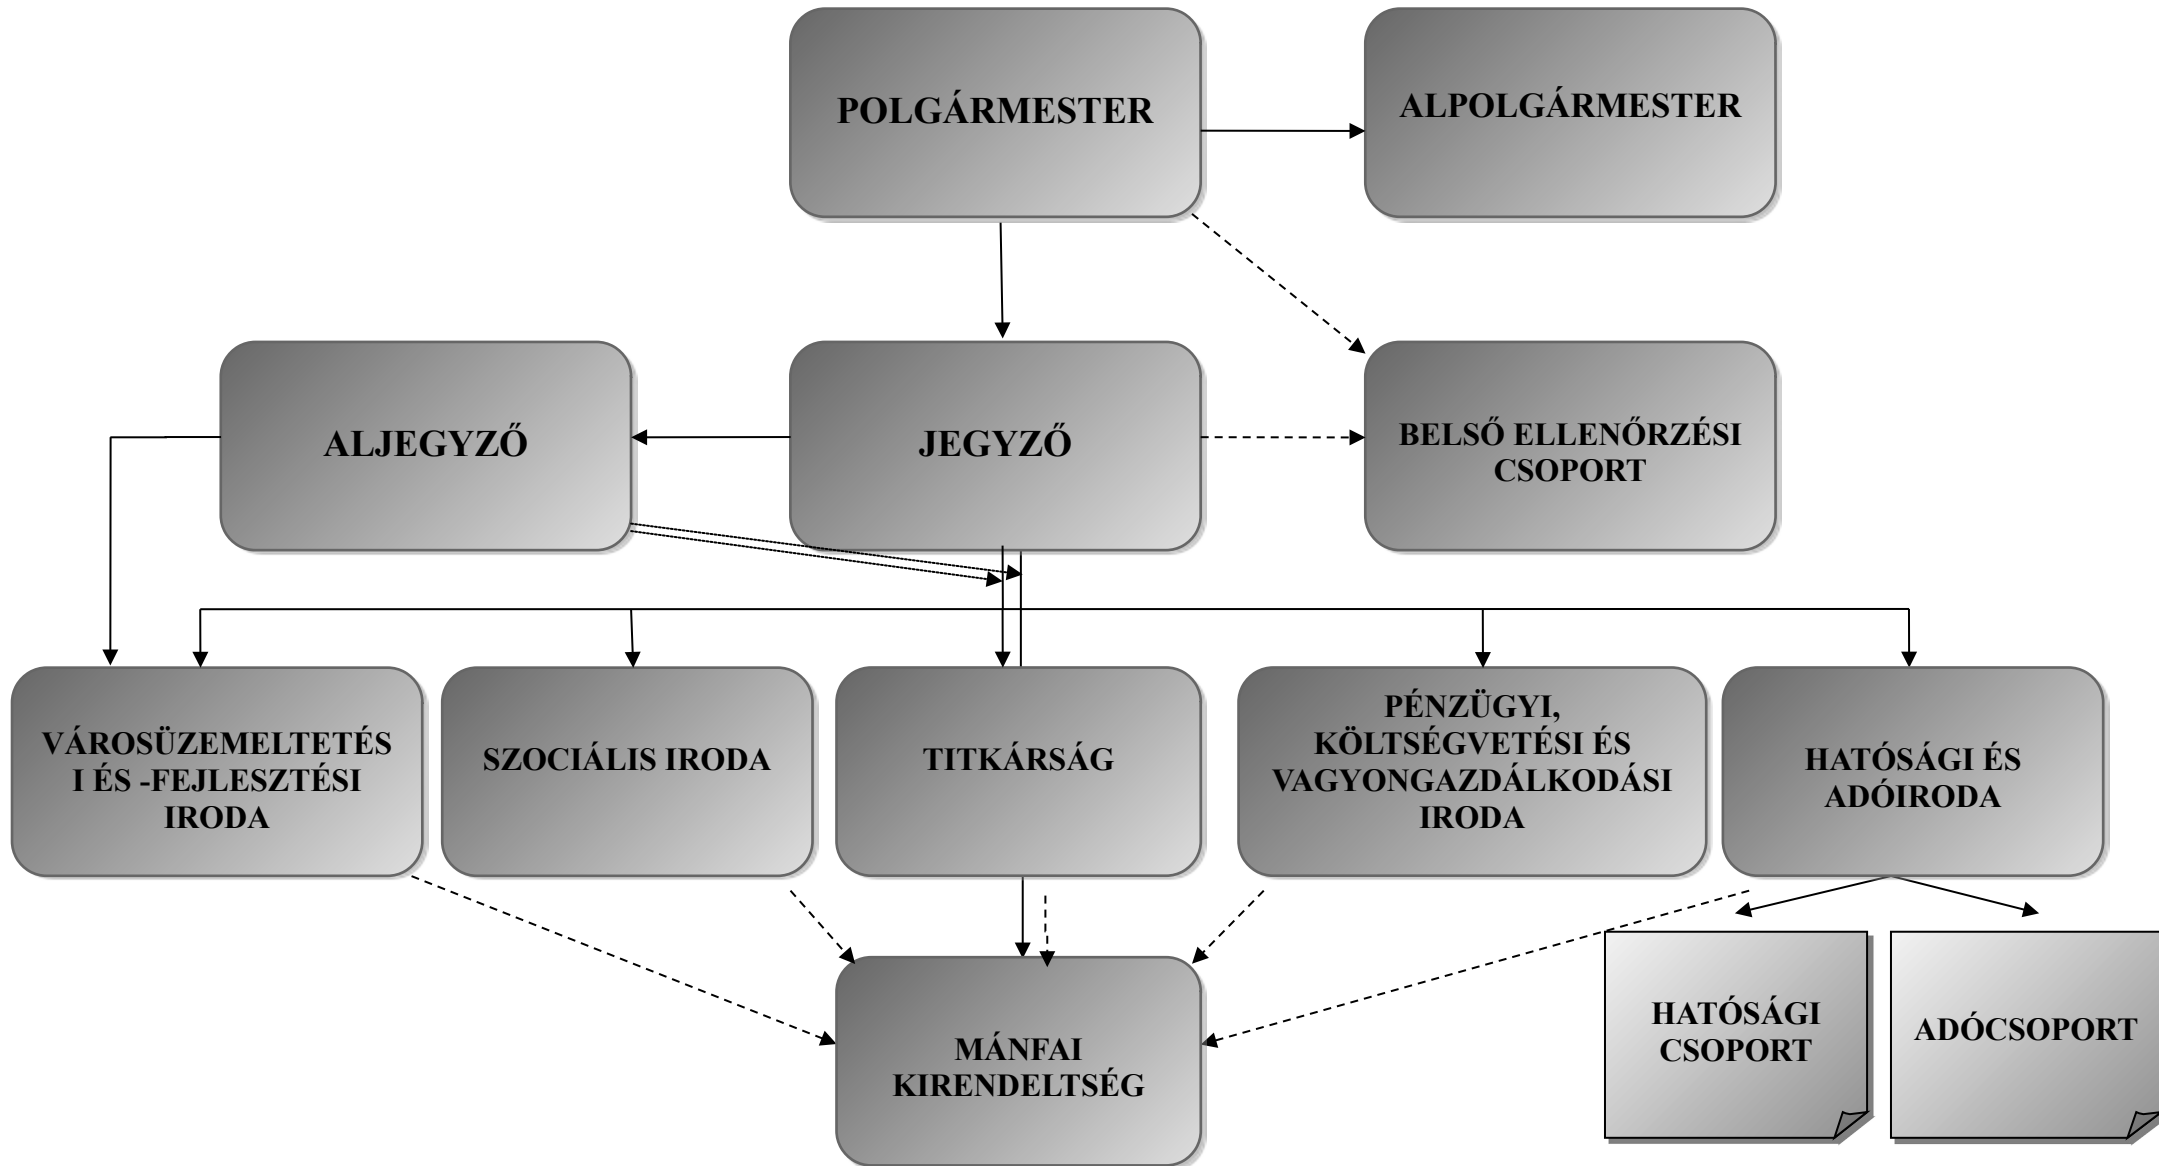 POLGÁRMESTER
ALPOLGÁRMESTER
ALJEGYZŐ
JEGYZŐ
BELSŐ ELLENŐRZÉSI
CSOPORT
VÁROSÜZEMELTETÉS
I ÉS -FEJLESZTÉSI
IRODA
SZOCIÁLIS IRODA
TITKÁRSÁG
PÉNZÜGYI,
KÖLTSÉGVETÉSI ÉS
VAGYONGAZDÁLKODÁSI
IRODA
HATÓSÁGI ÉS
ADÓIRODA
MÁNFAI
KIRENDELTSÉG
HATÓSÁGI
CSOPORT
ADÓCSOPORT